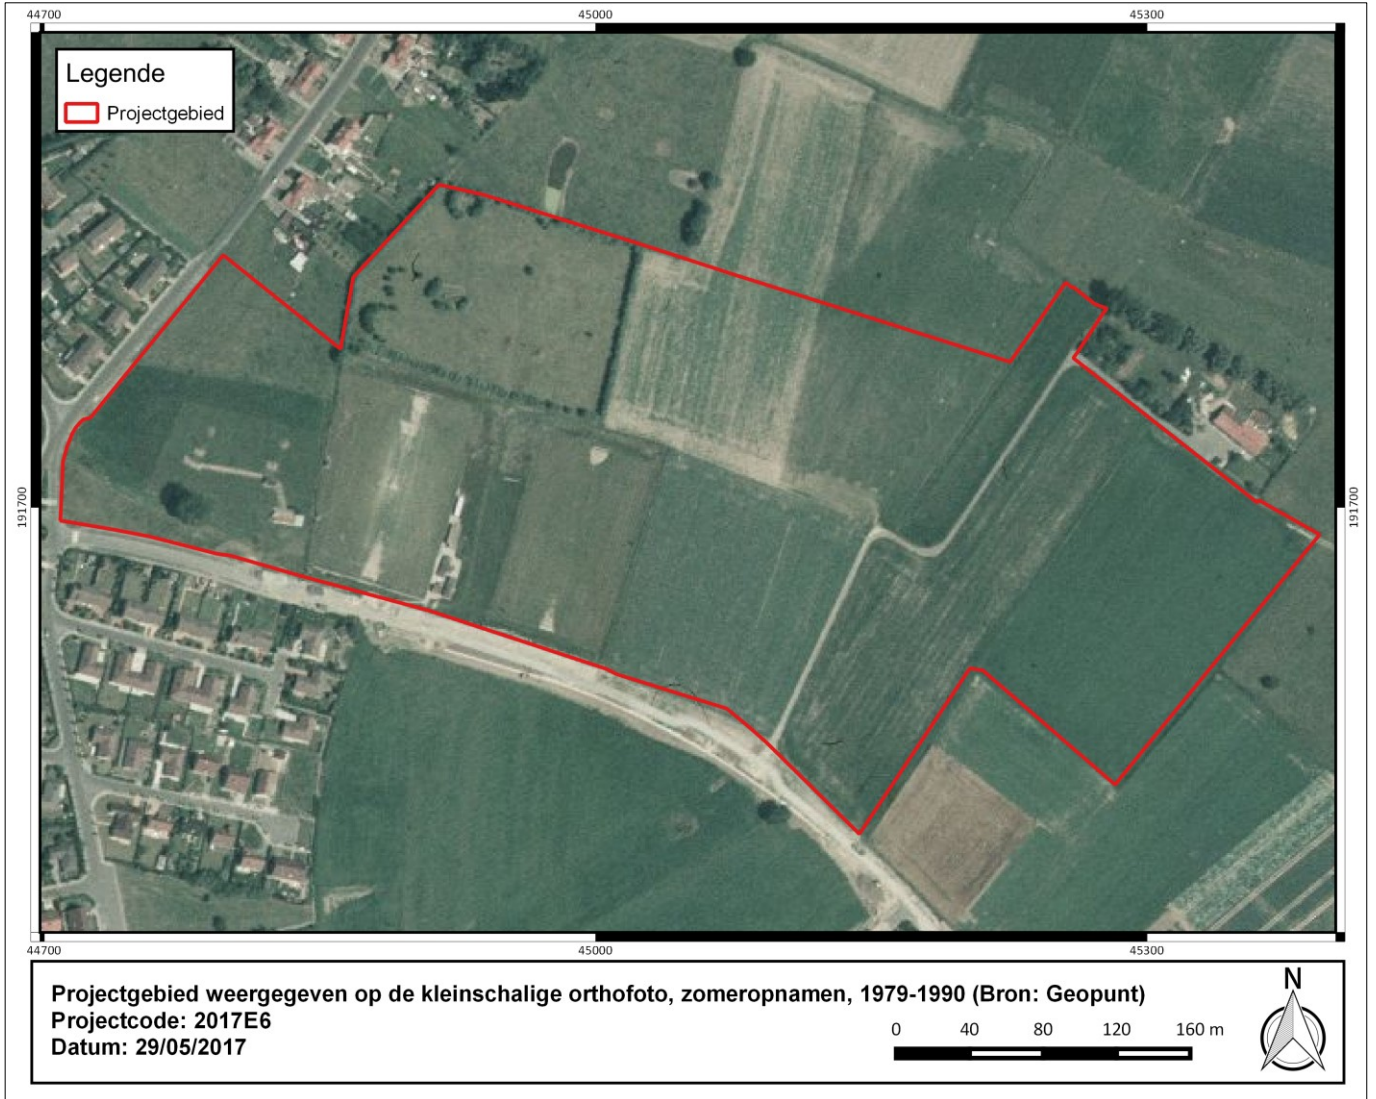 44700 45000 45300
Legende
Projectgebied
191700 191700
44700 45000 45300
Projectgebied weergegeven op de kleinschalige orthofoto, zomeropnamen, 1979-1990 (Bron: Geopunt)
Projectcode: 2017E6
Datum: 29/05/2017
0 40 80 120 160 m
N